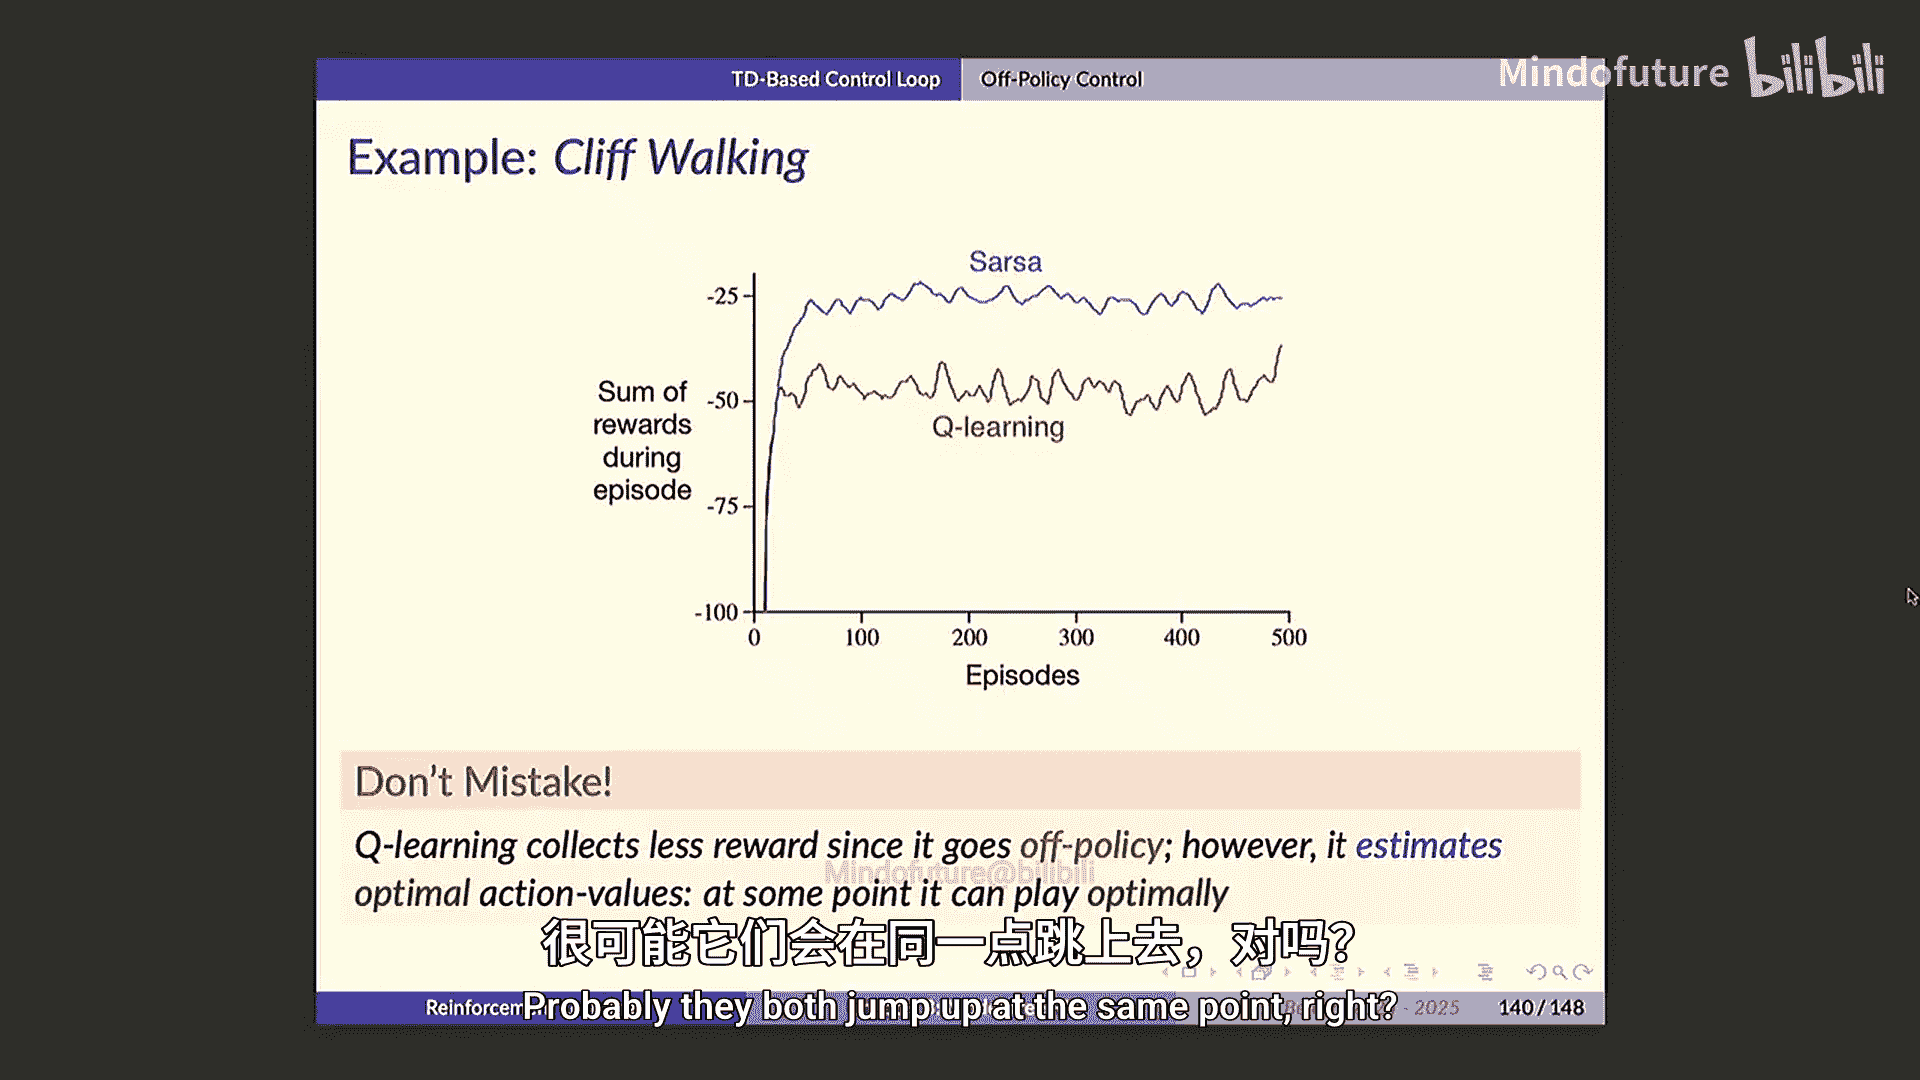 TD-Based Control Loop
Off-Policy Control
Mindofuture bilibili
Example: Cliff Walking
Sarsa
-25
Sum of
rewards
during
episode
-50
Q-learning
-75
-100
0 100 200 300 400 500
Episodes
Don't Mistake!
Q-learning collects less reward since it goes off-policy; however, it estimates
Mindofuture@bilibili
optimal action-values: at some point it can play optimally
很可能它们会在同一点跳上去，对吗？
Probably they both jump up at the same point, right?
2025
140 / 148